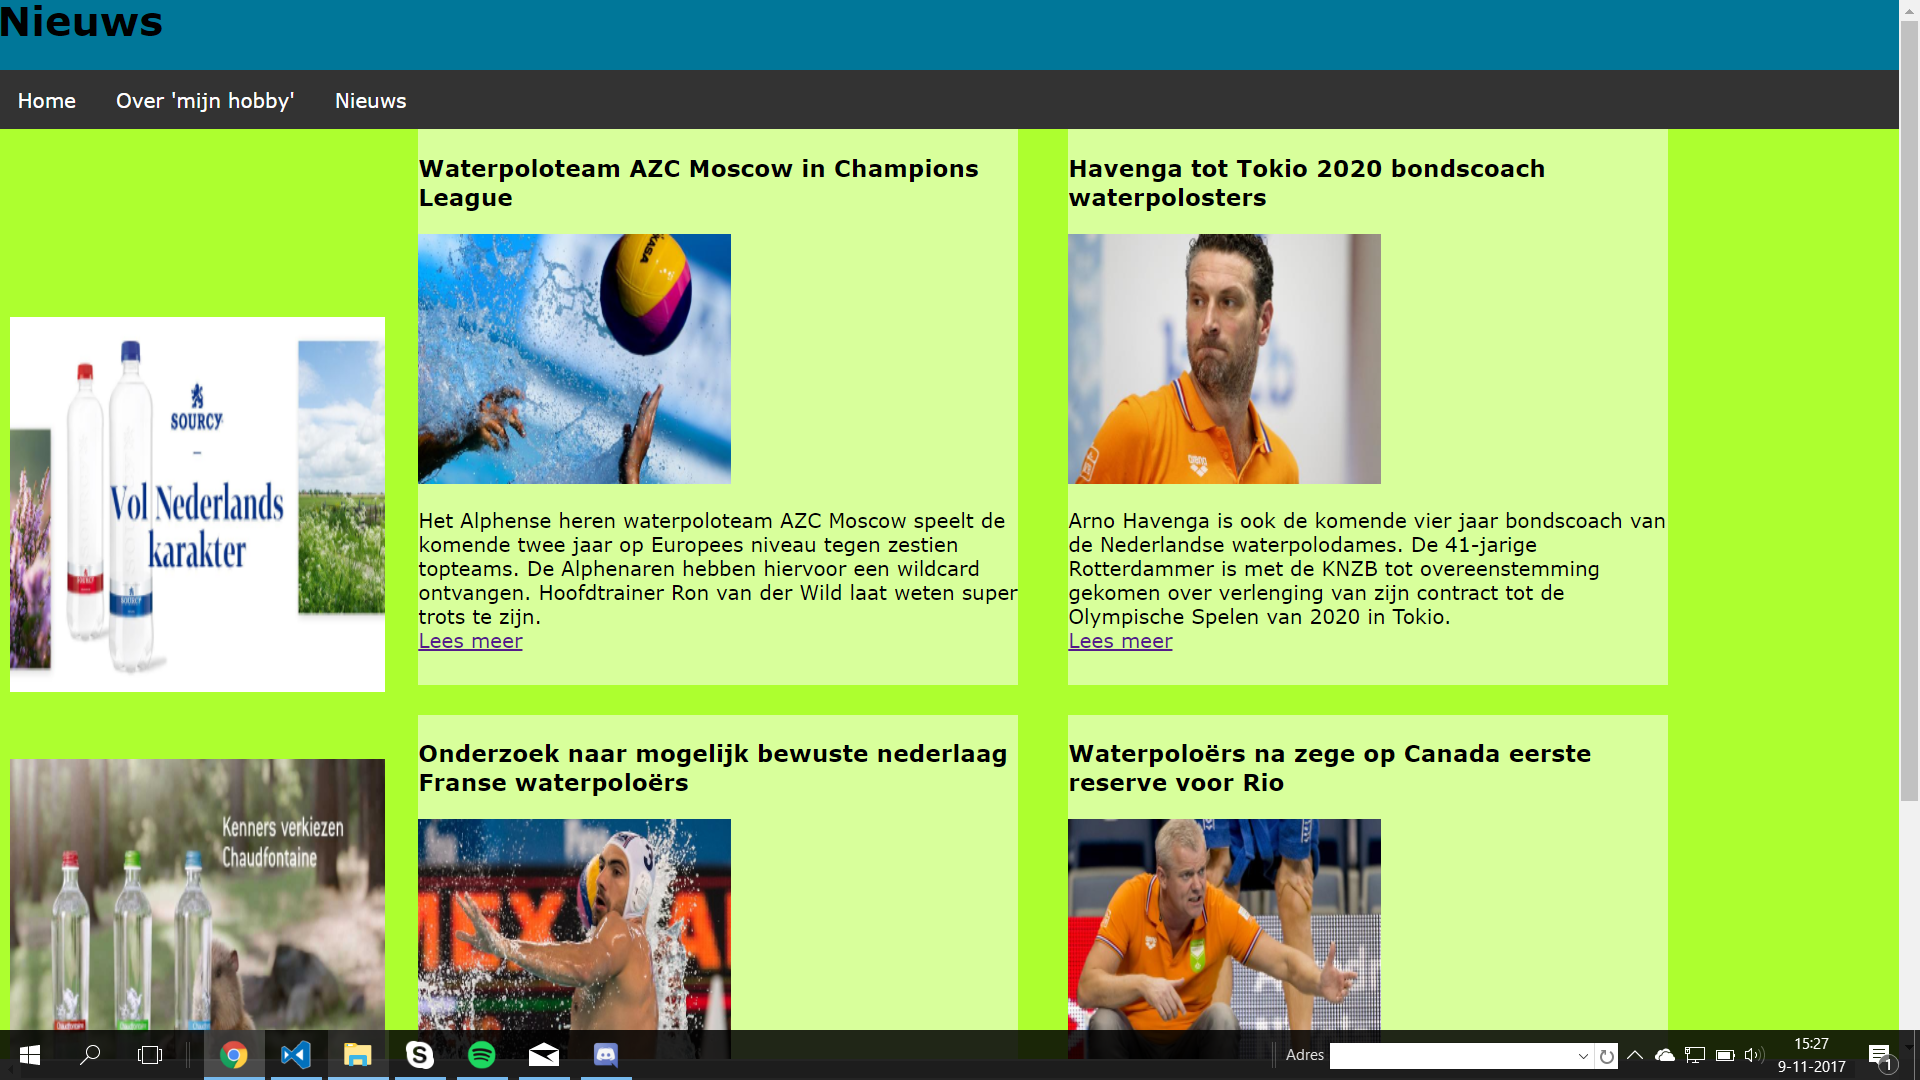 Nieuws
Home
Over 'mijn hobby'
Nieuws
SOURCY
Vol Nederlands
karakter
Kenners verkiezen
Chaudfontaine
Waterpoloteam AZC Moscow in Champions
League
Het Alphense heren waterpoloteam AZC Moscow speelt de
komende twee jaar op Europees niveau tegen zestien
topteams. De Alphenaren hebben hiervoor een wildcard
ontvangen. Hoofdtrainer Ron van der Wild laat weten super
trots te zijn.
Lees meer
Havenga tot Tokio 2020 bondscoach
waterpolosters
arena
Arno Havenga is ook de komende vier jaar bondscoach van
de Nederlandse waterpolodames. De 41-jarige
Rotterdammer is met de KNZB tot overeenstemming
gekomen over verlenging van zijn contract tot de
Olympische Spelen van 2020 in Tokio.
Lees meer
Onderzoek naar mogelijk bewuste nederlaag
Franse waterpoloërs
Waterpoloërs na zege op Canada eerste
reserve voor Rio
Adres
15:27
9-11-2017
1